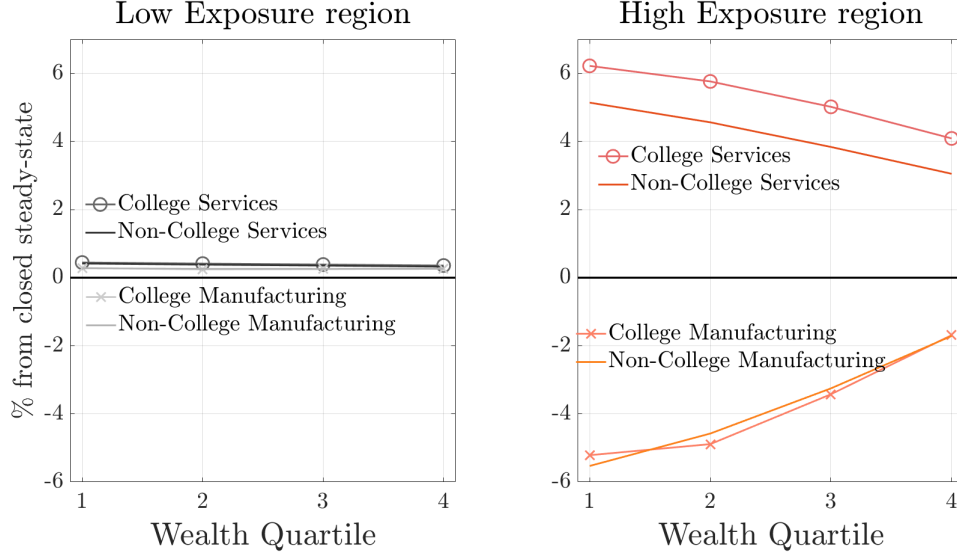 Low Exposure region
% from closed steady-state
6
4
2
0
-2
-4
-6
College Services
Non-College Services
College Manufacturing
Non-College Manufacturing
1 2 3 4
Wealth Quartile
High Exposure region
6
4
2
0
-2
-4
-6
College Services
Non-College Services
College Manufacturing
Non-College Manufacturing
1 2 3 4
Wealth Quartile